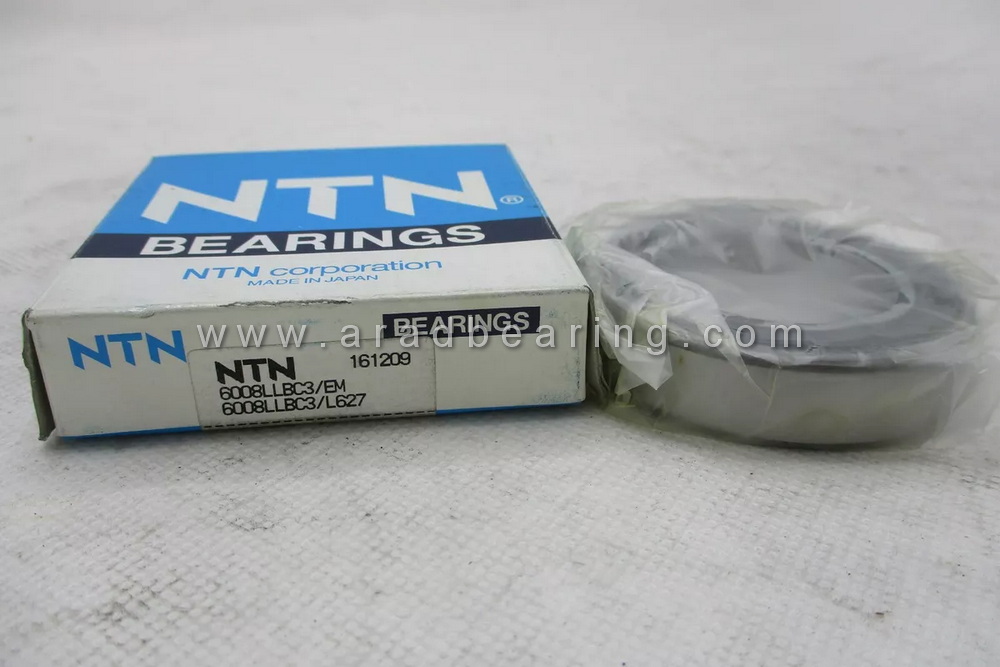 NTN®
BEARINGS
NTN corporation
MADE IN JAPAN
NTN
BEARINGS
www.aradbearing.com
NTN 161209
6008LLBC3/EM
6008LLBC3/L627